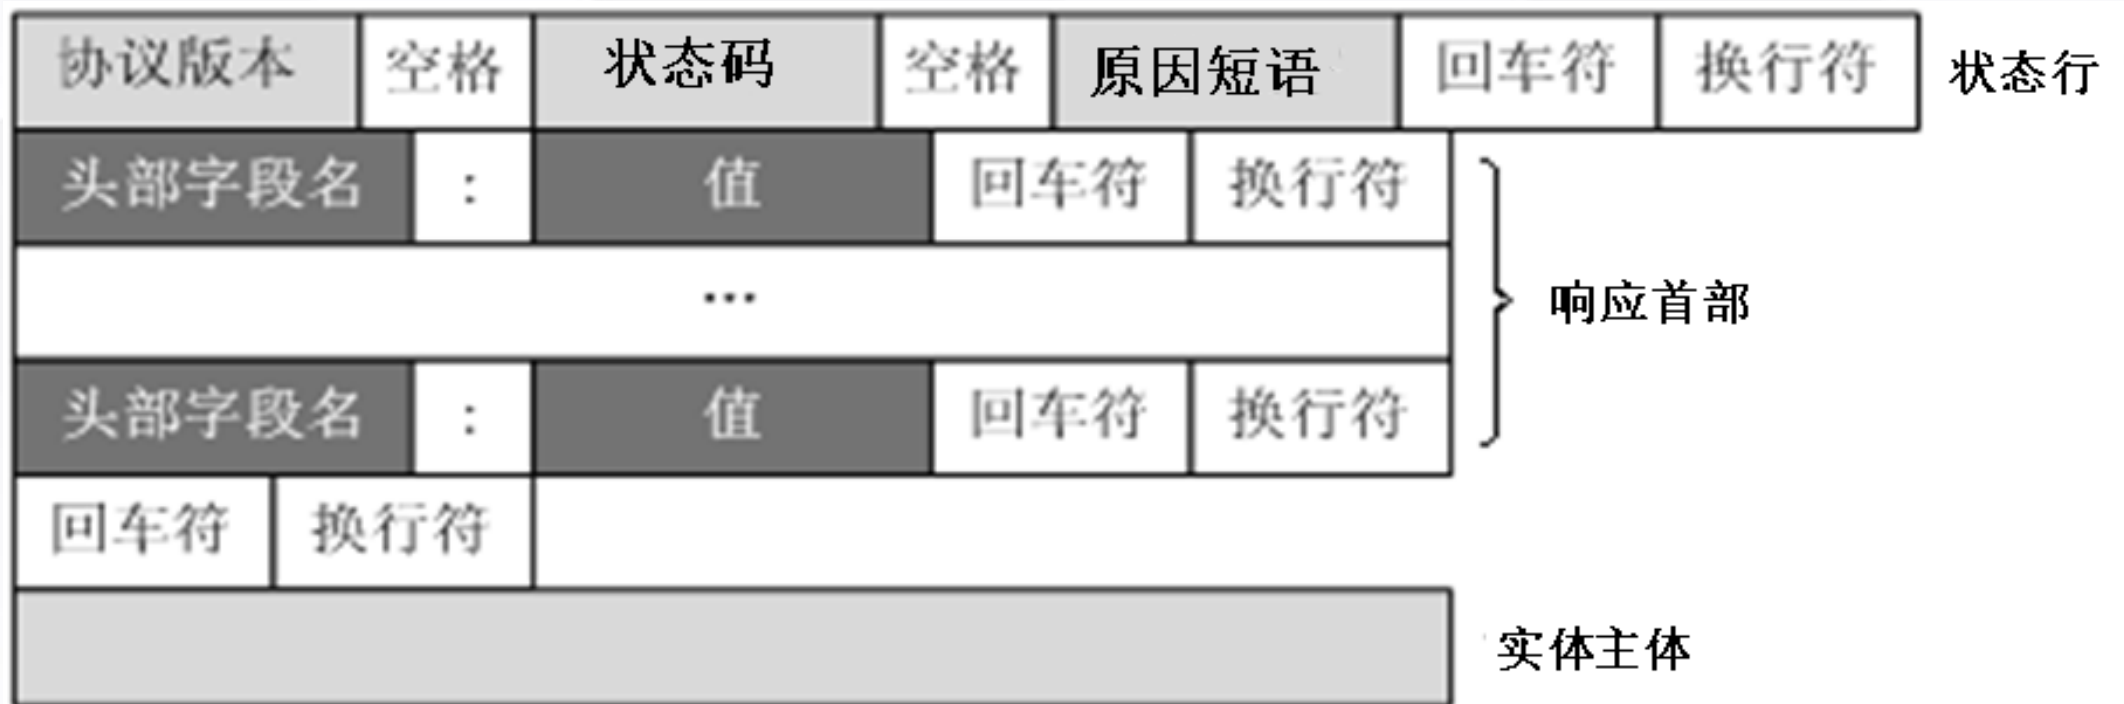 协议版本 空格 状态码 空格 原因短语 回车符 换行符 状态行
头部字段名 : 值 回车符 换行符
...
响应首部
头部字段名 : 值 回车符 换行符
回车符 换行符
实体主体